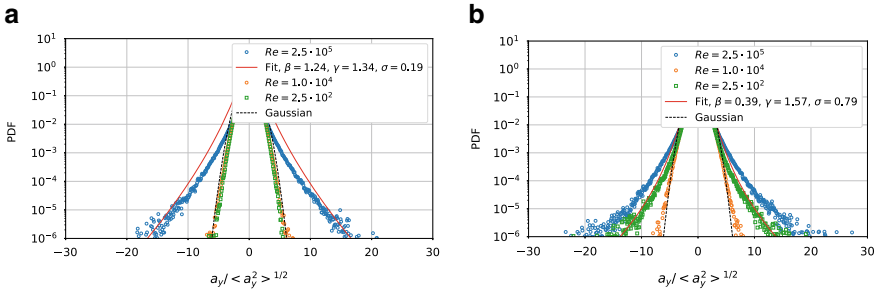 a
10^1
10^0
10^{-1}
10^{-2}
10^{-3}
10^{-4}
10^{-5}
10^{-6}
PDF
−30 −20 −10 0 10 20 30
a_y/<a_y^2>^{1/2}
Re = 2.5 · 10^5
Fit, β = 1.24, γ = 1.34, σ = 0.19
Re = 1.0 · 10^4
Re = 2.5 · 10^2
Gaussian
b
10^1
10^0
10^{-1}
10^{-2}
10^{-3}
10^{-4}
10^{-5}
10^{-6}
PDF
−30 −20 −10 0 10 20 30
a_y/<a_y^2>^{1/2}
Re = 2.5 · 10^5
Re = 1.0 · 10^4
Re = 2.5 · 10^2
Fit, β = 0.39, γ = 1.57, σ = 0.79
Gaussian